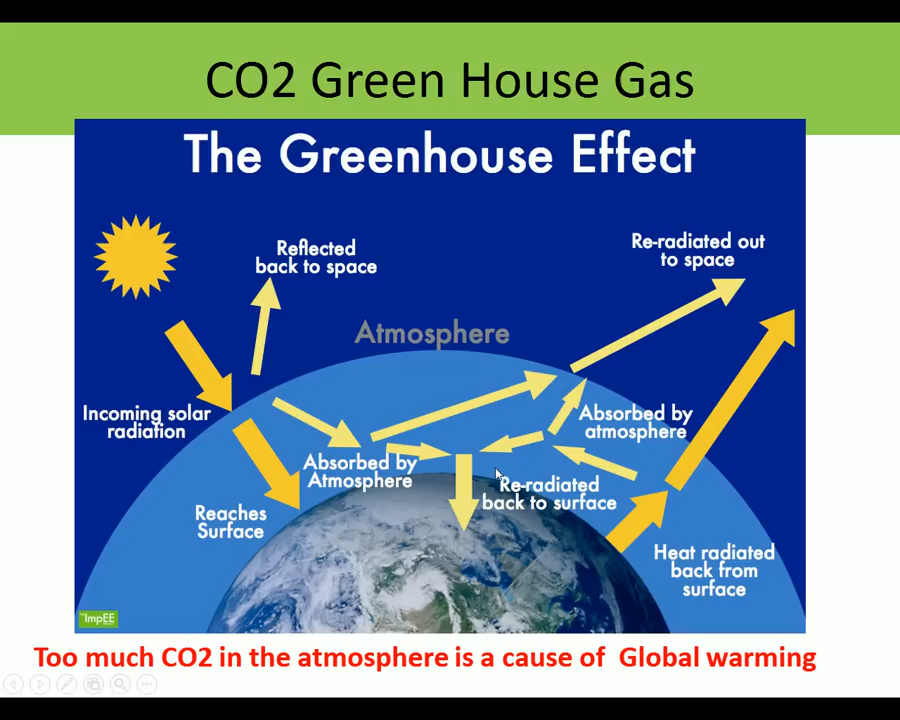 CO2 Green House Gas
The Greenhouse Effect
Reflected
back to space
Re-radiated out
to space
Atmosphere
Incoming solar
radiation
Absorbed by
atmosphere
Absorbed by
Atmosphere
Re-radiated
back to surface
Reaches
Surface
Heat radiated
back from
surface
ImpEE
Too much CO2 in the atmosphere is a cause of  Global warming